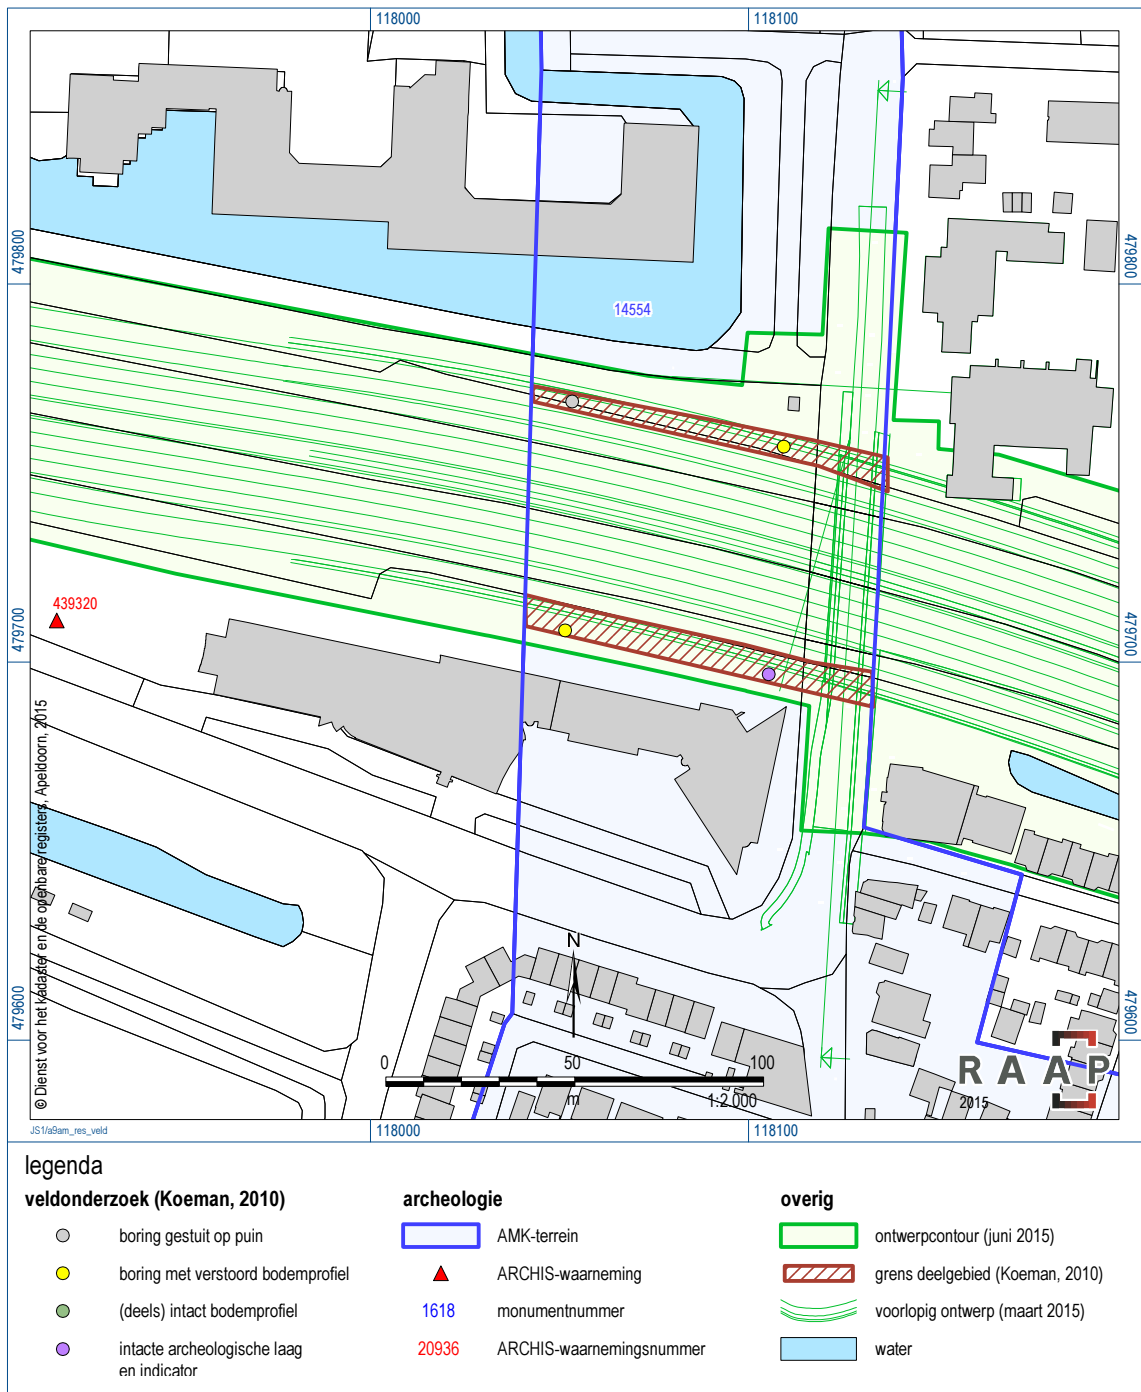 118000
118100
479800
479800
14554
439320
479700
479700
© Dienst voor het kadaster en de openbare registers, Apeldoorn, 2015
N
479600
479600
0
50
100
m
1:2 000
RAAP
2015
JS1/a9am_res_veld
118000
118100
legenda
veldonderzoek (Koeman, 2010)
boring gestuit op puin
boring met verstoord bodemprofiel
(deels) intact bodemprofiel
intacte archeologische laag
en indicator
archeologie
AMK-terrein
ARCHIS-waarneming
1618
monumentnummer
20936
ARCHIS-waarnemingsnummer
overig
ontwerpcontour (juni 2015)
grens deelgebied (Koeman, 2010)
voorlopig ontwerp (maart 2015)
water